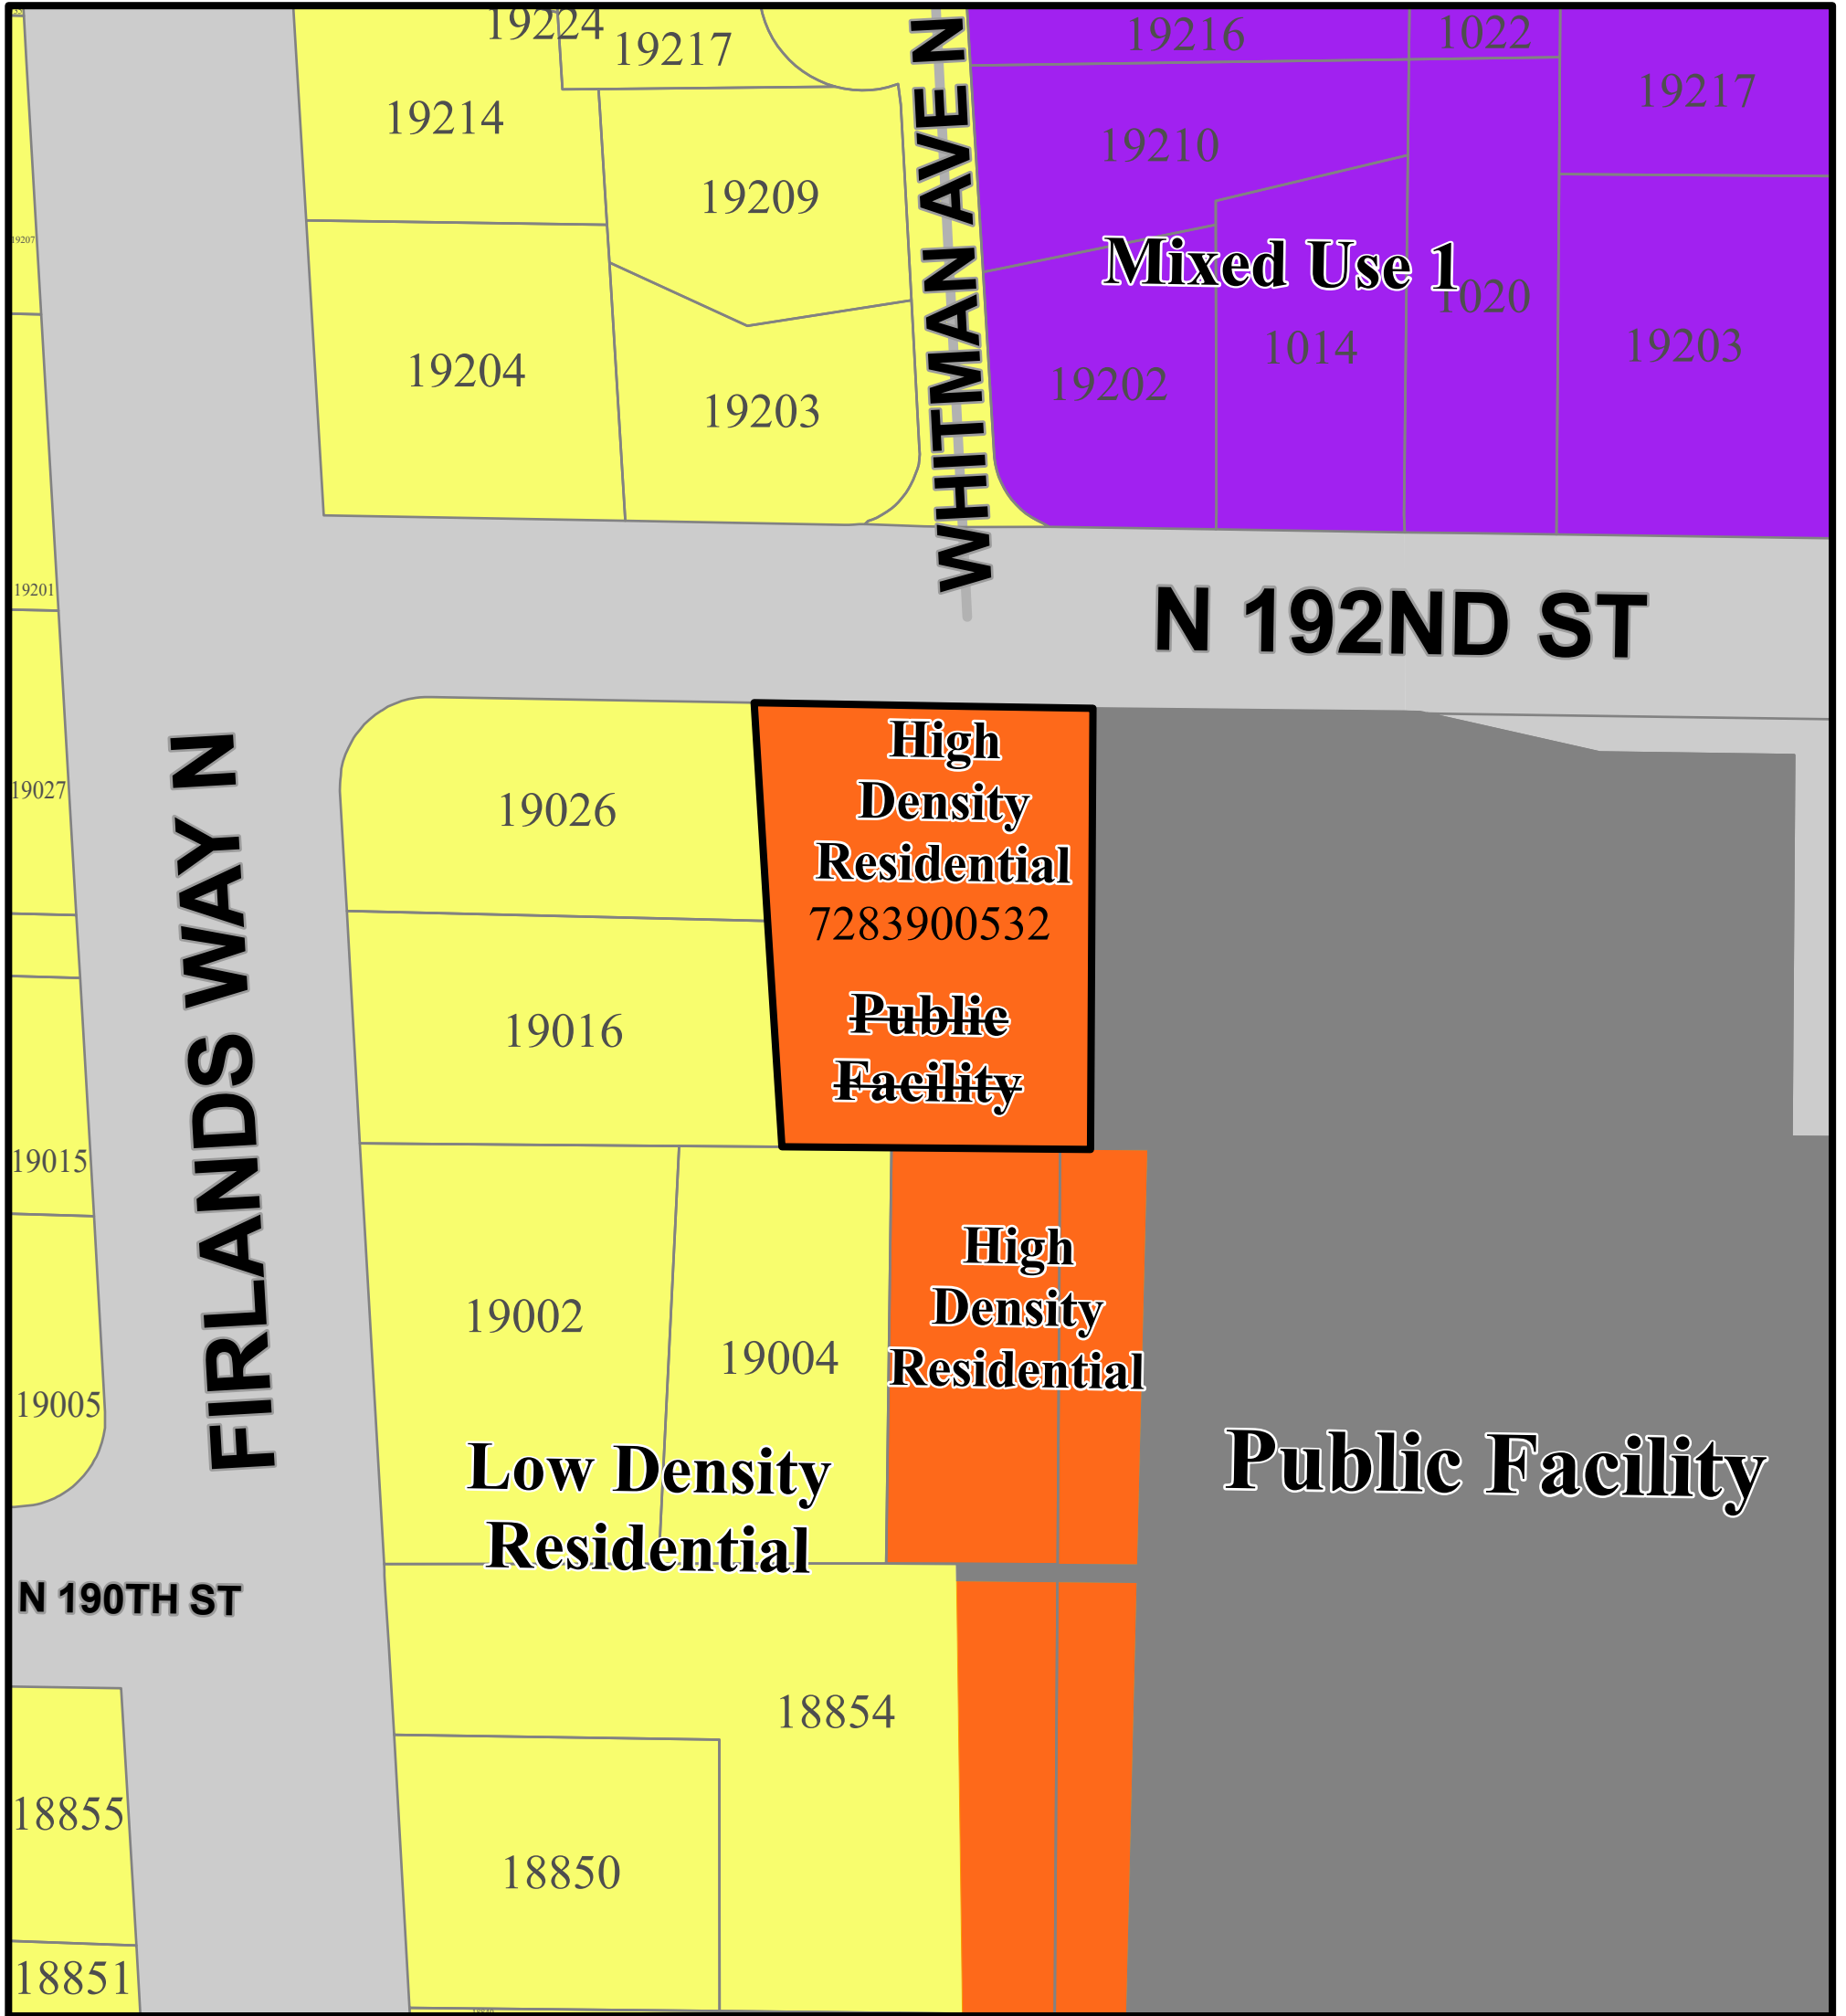 19224
19217
19216
1022
19217
19214
19210
19209
19207
WHITMAN AVE N
Mixed Use 1
1020
19204
1014
19203
19202
19203
19201
N 192ND ST
High
Density
Residential
7283900532
Public
Facility
19027
19026
FIRLANDS WAY N
19016
19015
High
Density
Residential
19002
19004
19005
Low Density
Residential
Public Facility
N 190TH ST
18854
18855
18850
18851